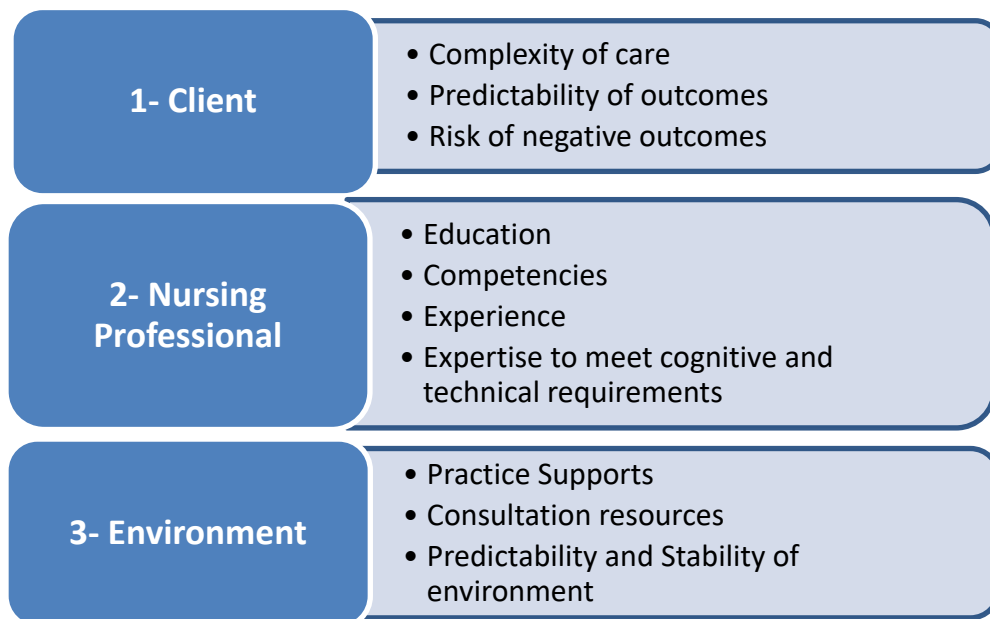 1- Client
• Complexity of care
• Predictability of outcomes
• Risk of negative outcomes
2- Nursing
Professional
• Education
• Competencies
• Experience
• Expertise to meet cognitive and
technical requirements
3- Environment
• Practice Supports
• Consultation resources
• Predictability and Stability of
environment